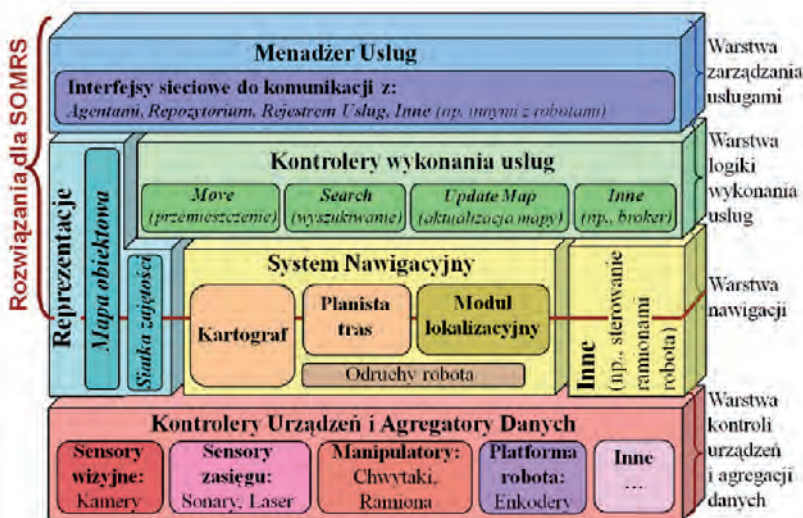 Rozwiązania dla SOMRS
Menadżer Usług
Interfejsy sieciowe do komunikacji z:
Agentami, Repozytorium, Rejestrem Usług, Inne (np. innymi z robotami)
Warstwa
zarządzania
usługami
Reprezentacje
Mapa obiektowa
Siatka zajętości
Kontrolery wykonania usług
Move
(przemieszczenie)
Search
(wyszukiwanie)
Update Map
(aktualizacja mapy)
Inne
(np., broker)
Warstwa
logiki
wykonania
usług
System Nawigacyjny
Kartograf
Planista
tras
Moduł
lokalizacyjny
Odruchy robota
Inne
(np., sterowanie
ramionami
robota)
Warstwa
nawigacji
Kontrolery Urządzeń i Agregatory Danych
Sensory
wizyjne:
Kamery
Sensory
zasięgu:
Sonary, Laser
Manipulatory:
Chwytaki,
Ramiona
Platforma
robota:
Enkodery
Inne
...
Warstwa
kontroli
urządzeń
i agregacji
danych